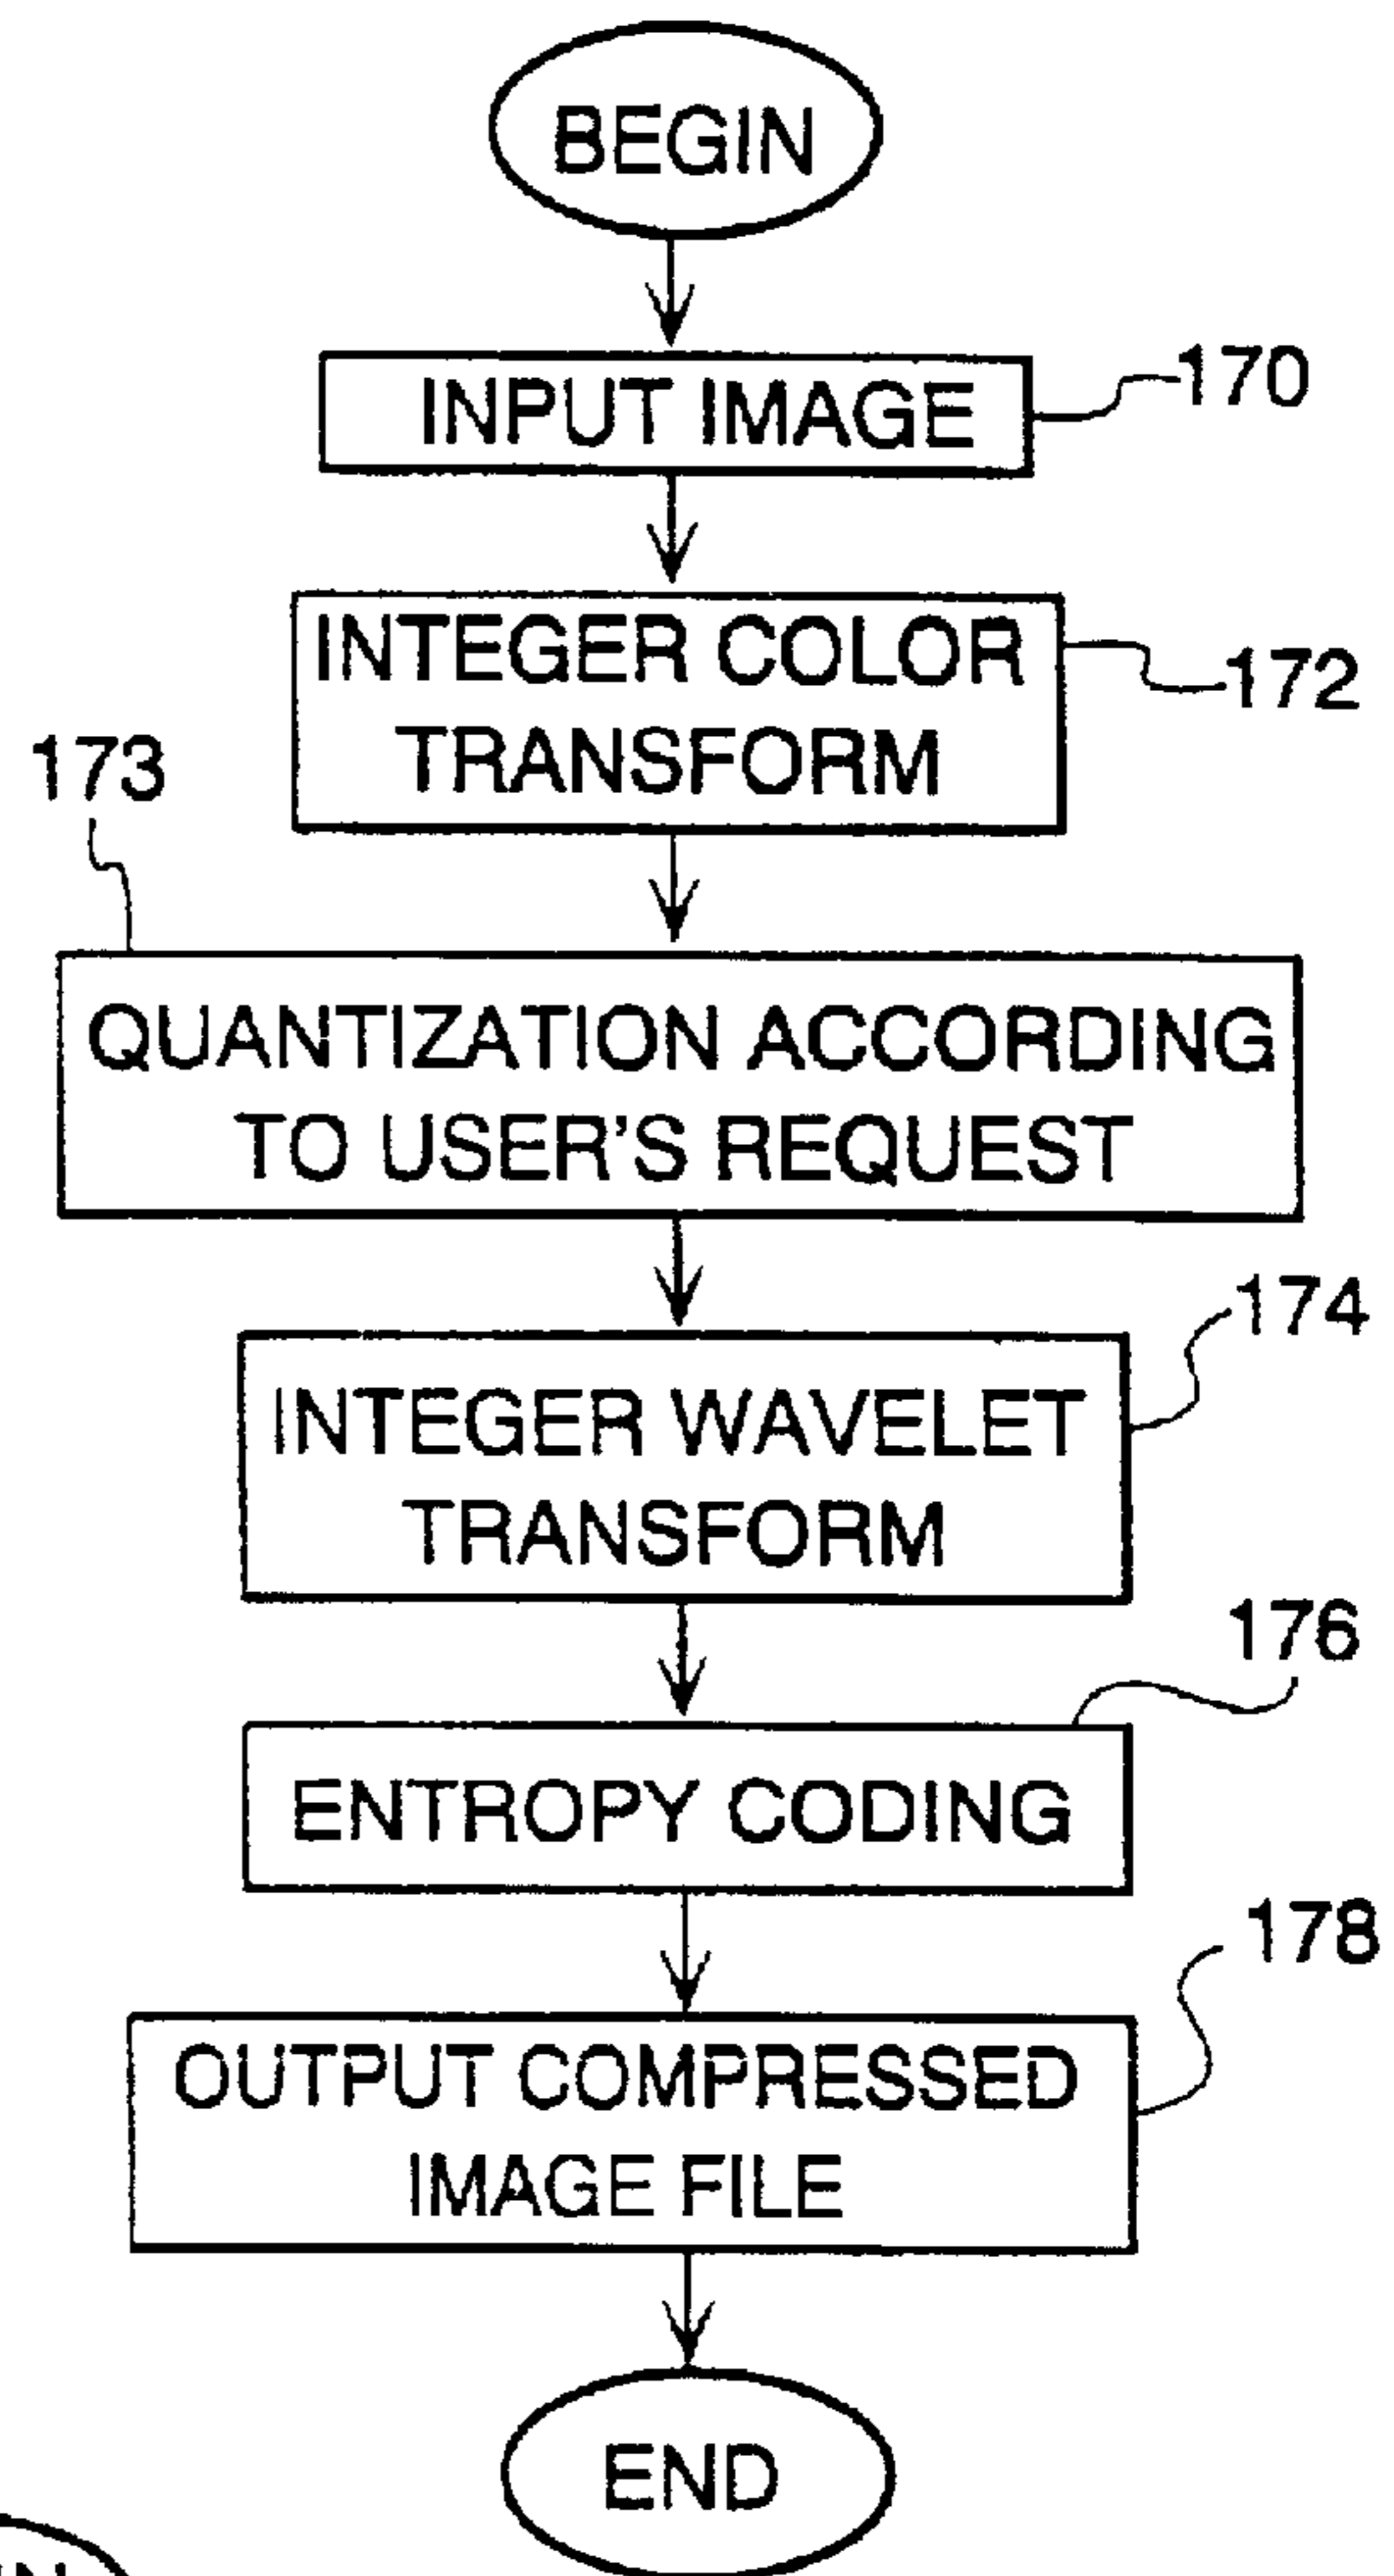 BEGIN
INPUT IMAGE
170
INTEGER COLOR
TRANSFORM
172
173
QUANTIZATION ACCORDING
TO USER'S REQUEST
INTEGER WAVELET
TRANSFORM
174
176
ENTROPY CODING
178
OUTPUT COMPRESSED
IMAGE FILE
END